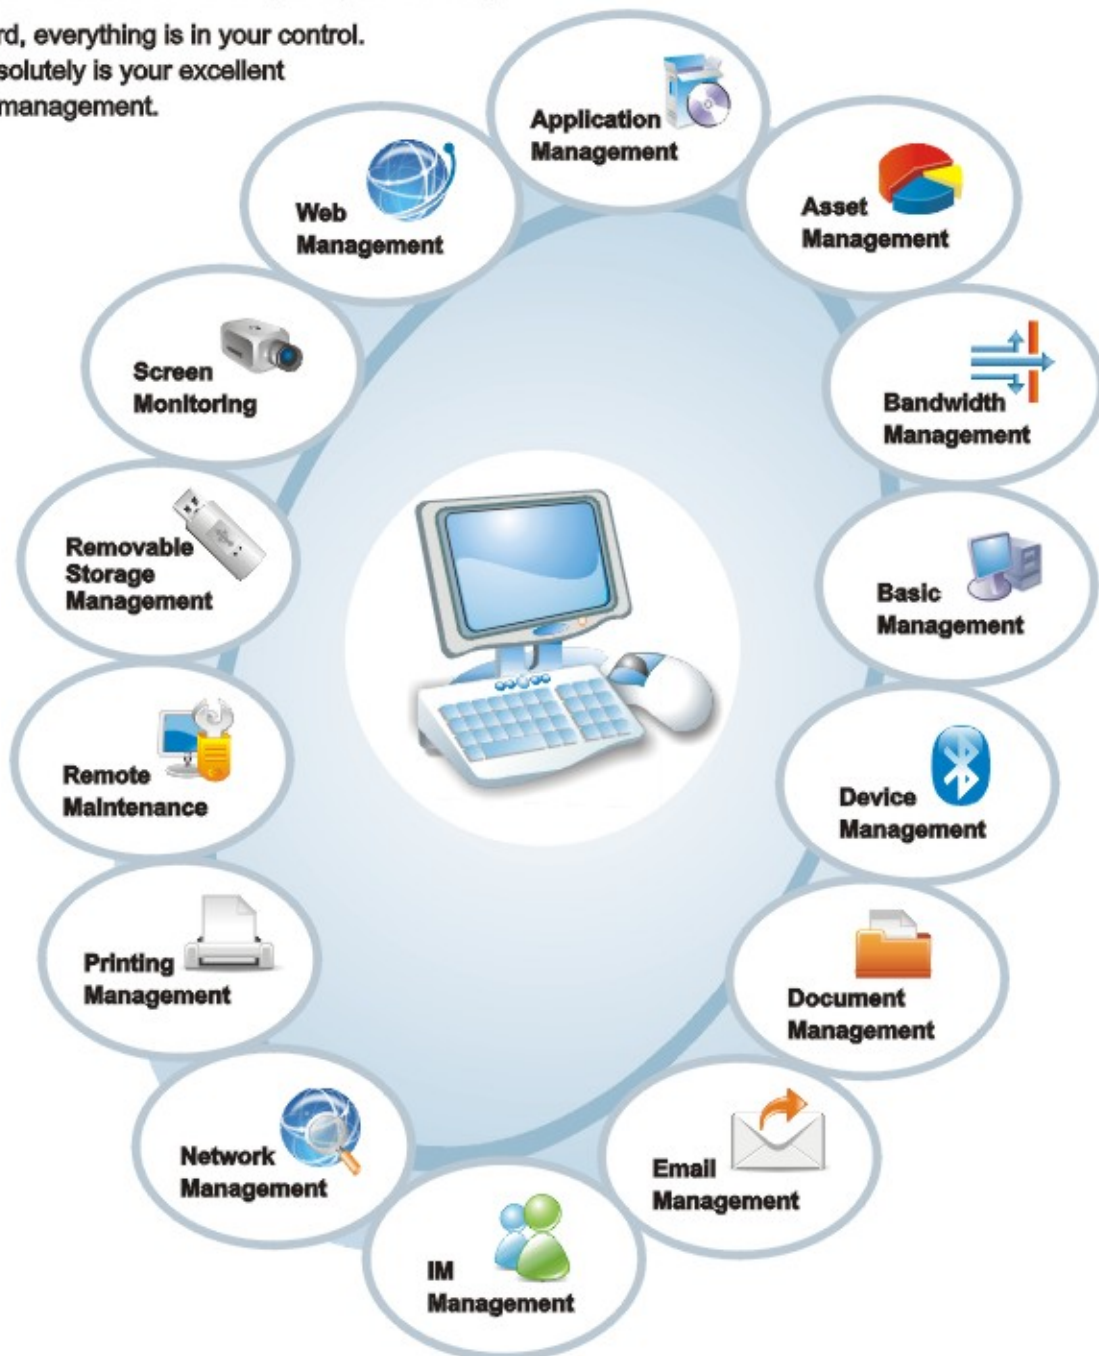 rd, everything is in your control.
solutely is your excellent
management.
Application
Management
Asset
Management
Bandwidth
Management
Basic
Management
Device
Management
Document
Management
Email
Management
IM
Management
Network
Management
Printing
Management
Remote
Maintenance
Removable
Storage
Management
Screen
Monitoring
Web
Management